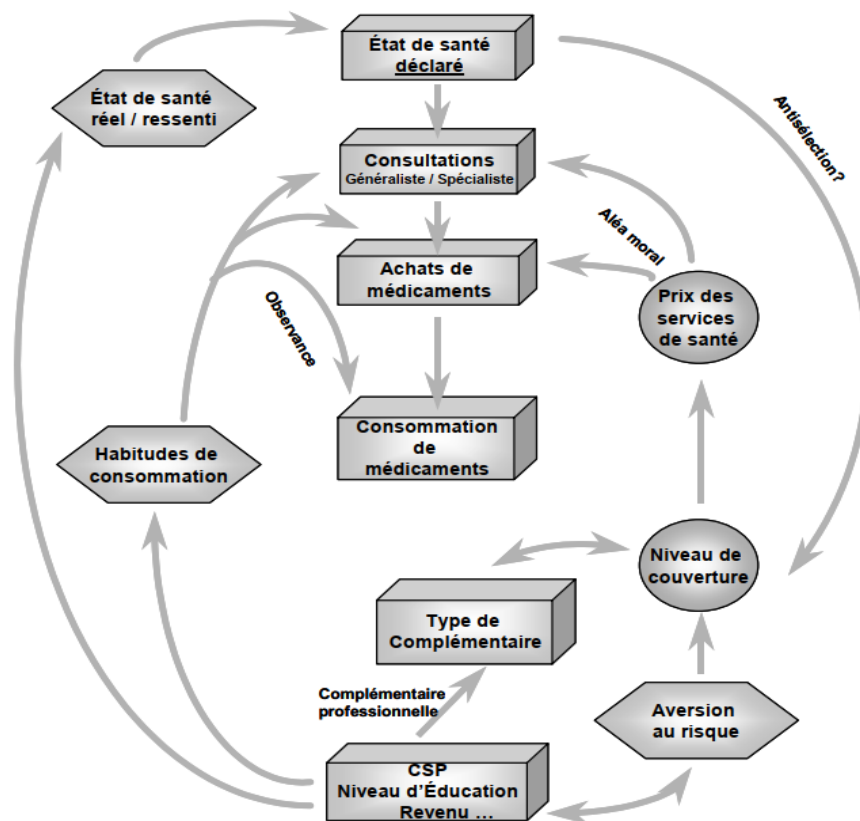 État de santé
déclaré
État de santé
réel / ressenti
Antisélection?
Consultations
Généraliste / Spécialiste
Aléa moral
Achats de
médicaments
Prix des
services
de santé
Observance
Consommation
de
médicaments
Habitudes de
consommation
Niveau de
couverture
Type de
Complémentaire
Complémentaire
professionnelle
Aversion
au risque
CSP
Niveau d’Éducation
Revenu ...